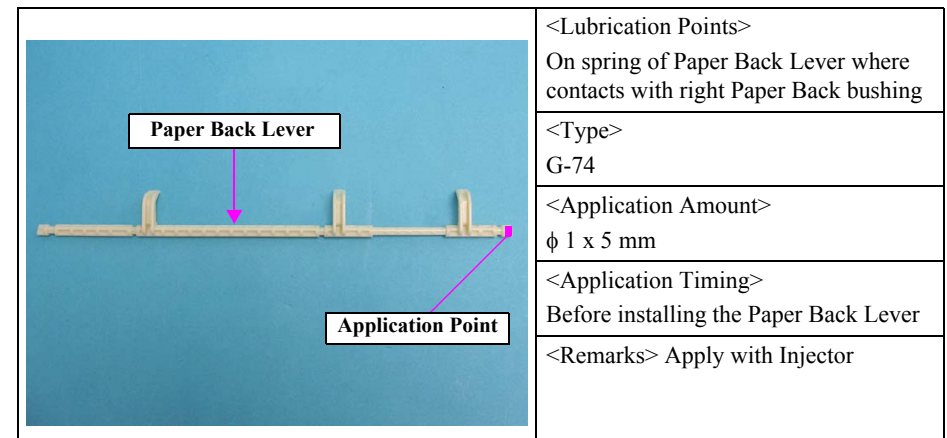 Paper Back Lever
Application Point
<Lubrication Points>
On spring of Paper Back Lever where
contacts with right Paper Back bushing
<Type>
G-74
<Application Amount>
ϕ 1 x 5 mm
<Application Timing>
Before installing the Paper Back Lever
<Remarks> Apply with Injector